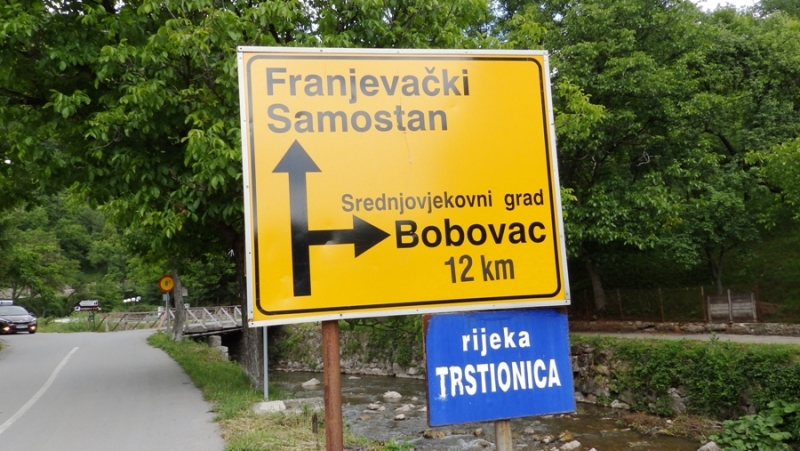 Franjevački
Samostan
Srednjovjekovni grad
Bobovac
12 km
rijeka
TRSTIONICA